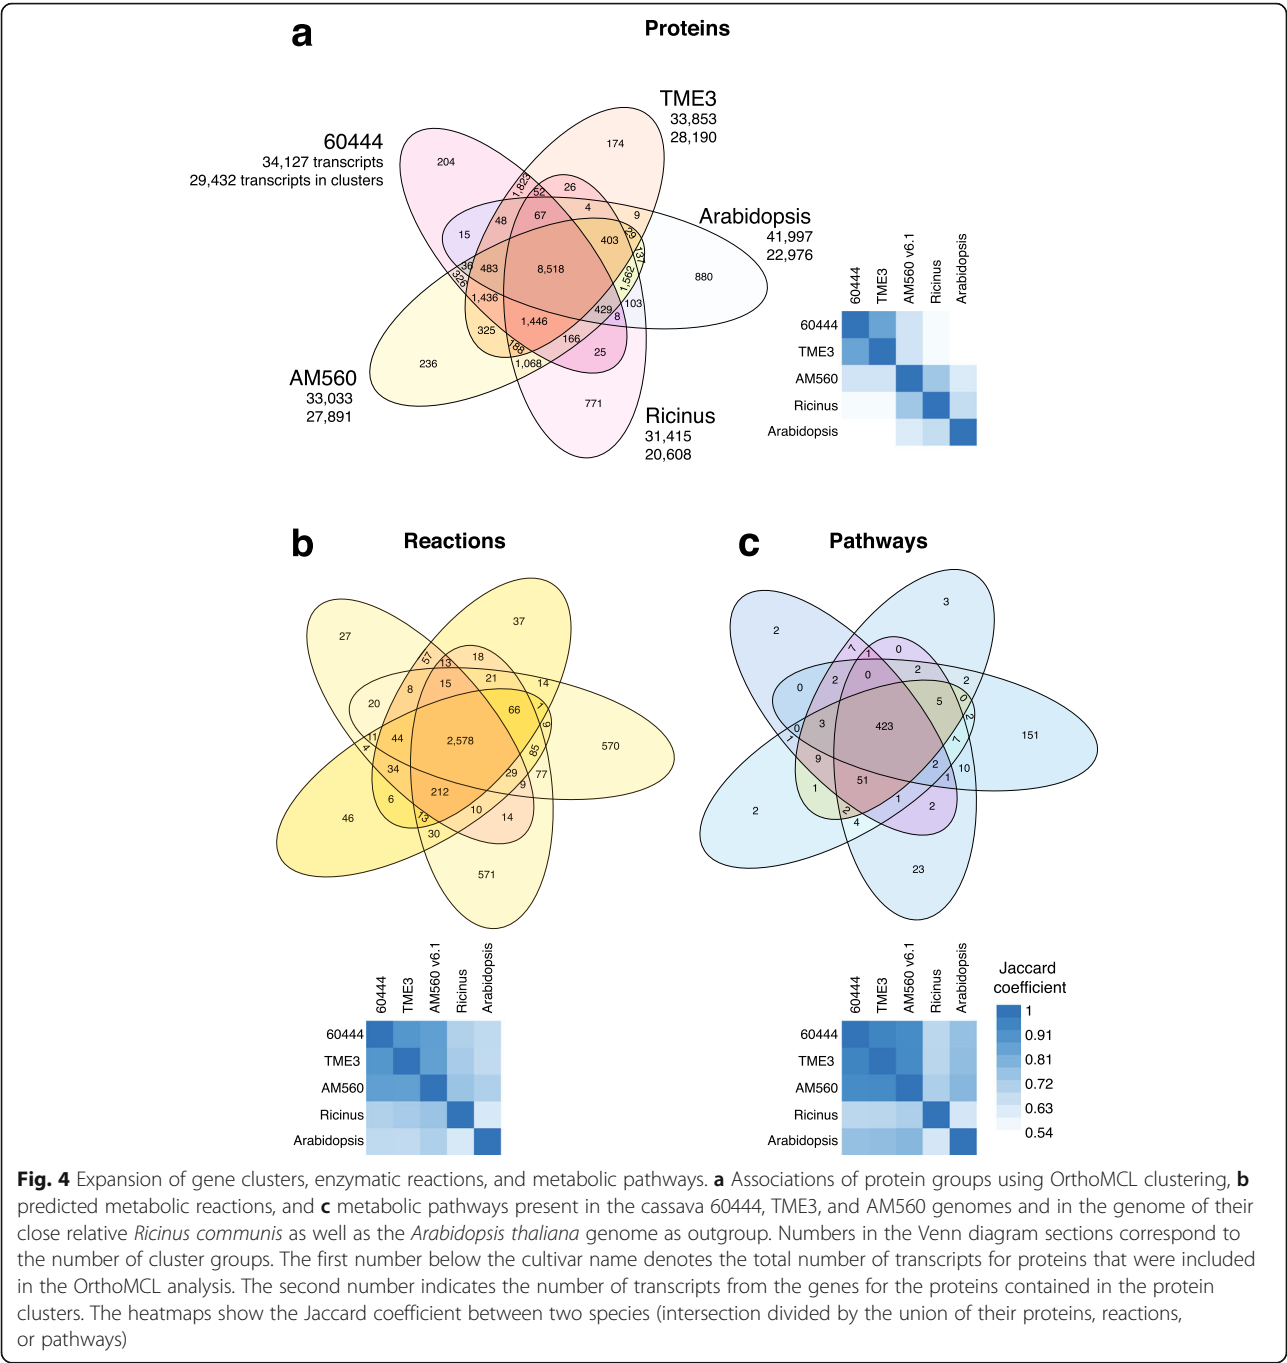 a
Proteins
TME3
33,853
28,190
60444
34,127 transcripts
29,432 transcripts in clusters
204
174
1,823
52
26
Arabidopsis
41,997
22,976
48
67
4
9
15
403
29
137
36
483
8,518
880
326
1,562
1,436
429
103
8
325
1,446
188
166
1,068
25
236
AM560
33,033
27,891
771
Ricinus
31,415
20,608
60444
TME3
AM560 v6.1
Ricinus
Arabidopsis
60444
TME3
AM560
Ricinus
Arabidopsis
b
Reactions
27
37
57
13
18
8
15
21
14
20
66
1
9
11
44
2,578
570
4
85
34
29
77
9
6
212
13
10
14
30
46
571
60444
TME3
AM560 v6.1
Ricinus
Arabidopsis
60444
TME3
AM560
Ricinus
Arabidopsis
c
Pathways
2
3
7
1
0
2
0
2
2
0
5
0
2
0
3
423
151
1
7
9
2
10
1
1
51
2
1
2
4
2
23
60444
TME3
AM560 v6.1
Ricinus
Arabidopsis
60444
TME3
AM560
Ricinus
Arabidopsis
Jaccard
coefficient
1
0.91
0.81
0.72
0.63
0.54
Fig. 4 Expansion of gene clusters, enzymatic reactions, and metabolic pathways. a Associations of protein groups using OrthoMCL clustering, b
predicted metabolic reactions, and c metabolic pathways present in the cassava 60444, TME3, and AM560 genomes and in the genome of their
close relative Ricinus communis as well as the Arabidopsis thaliana genome as outgroup. Numbers in the Venn diagram sections correspond to
the number of cluster groups. The first number below the cultivar name denotes the total number of transcripts for proteins that were included
in the OrthoMCL analysis. The second number indicates the number of transcripts from the genes for the proteins contained in the protein
clusters. The heatmaps show the Jaccard coefficient between two species (intersection divided by the union of their proteins, reactions,
or pathways)